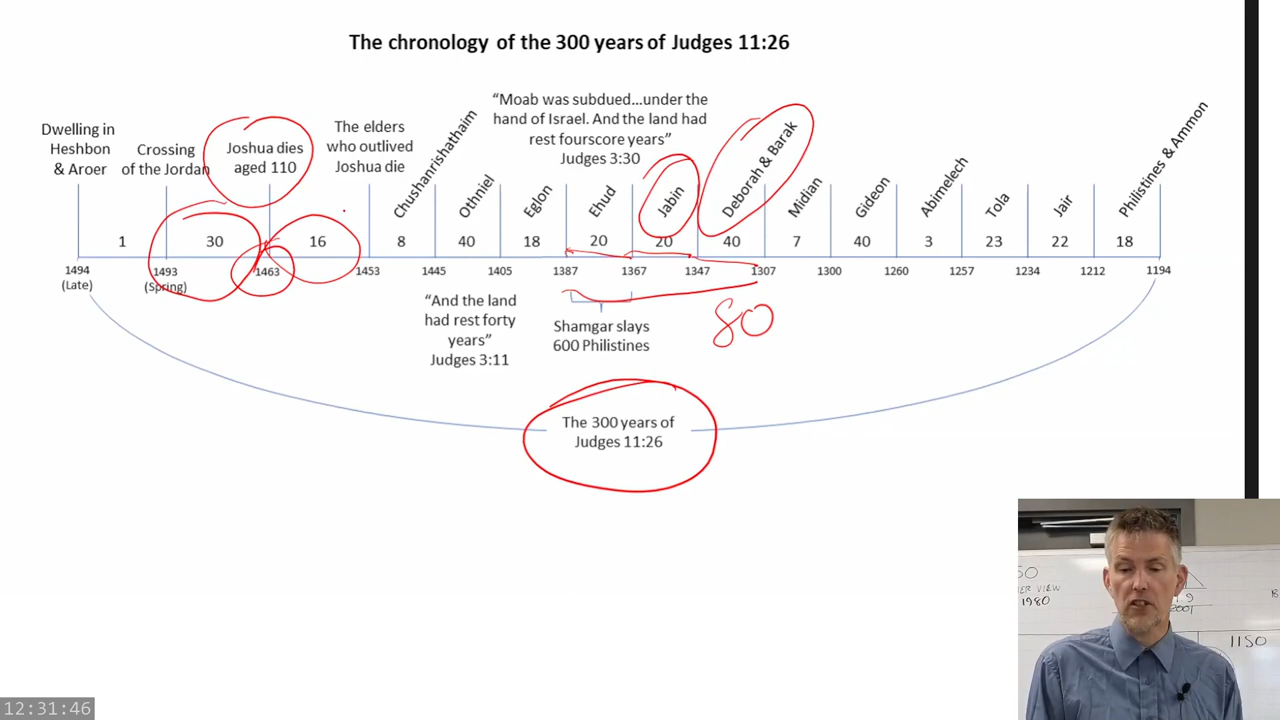 The chronology of the 300 years of Judges 11:26
Dwelling in
Heshbon
& Aroer
Crossing
of the Jordan
Joshua dies
aged 110
The elders
who outlived
Joshua die
Chushanrishathaim
Othniel
Eglon
"Moab was subdued...under the
hand of Israel. And the land had
rest fourscore years"
Judges 3:30
Ehud
Jabin
Deborah & Barak
Midian
Gideon
Abimelech
Tola
Jair
Philistines & Ammon
1 30 16 8 40 18 20 20 40 7 40 3 23 22 18
1494 1493 1463 1453 1445 1405 1387 1367 1347 1307 1300 1260 1257 1234 1212 1194
(Late) (Spring)
"And the land
had rest forty
years"
Judges 3:11
Shamgar slays
600 Philistines
80
The 300 years of
Judges 11:26
1980
2001
1150
12:31:46